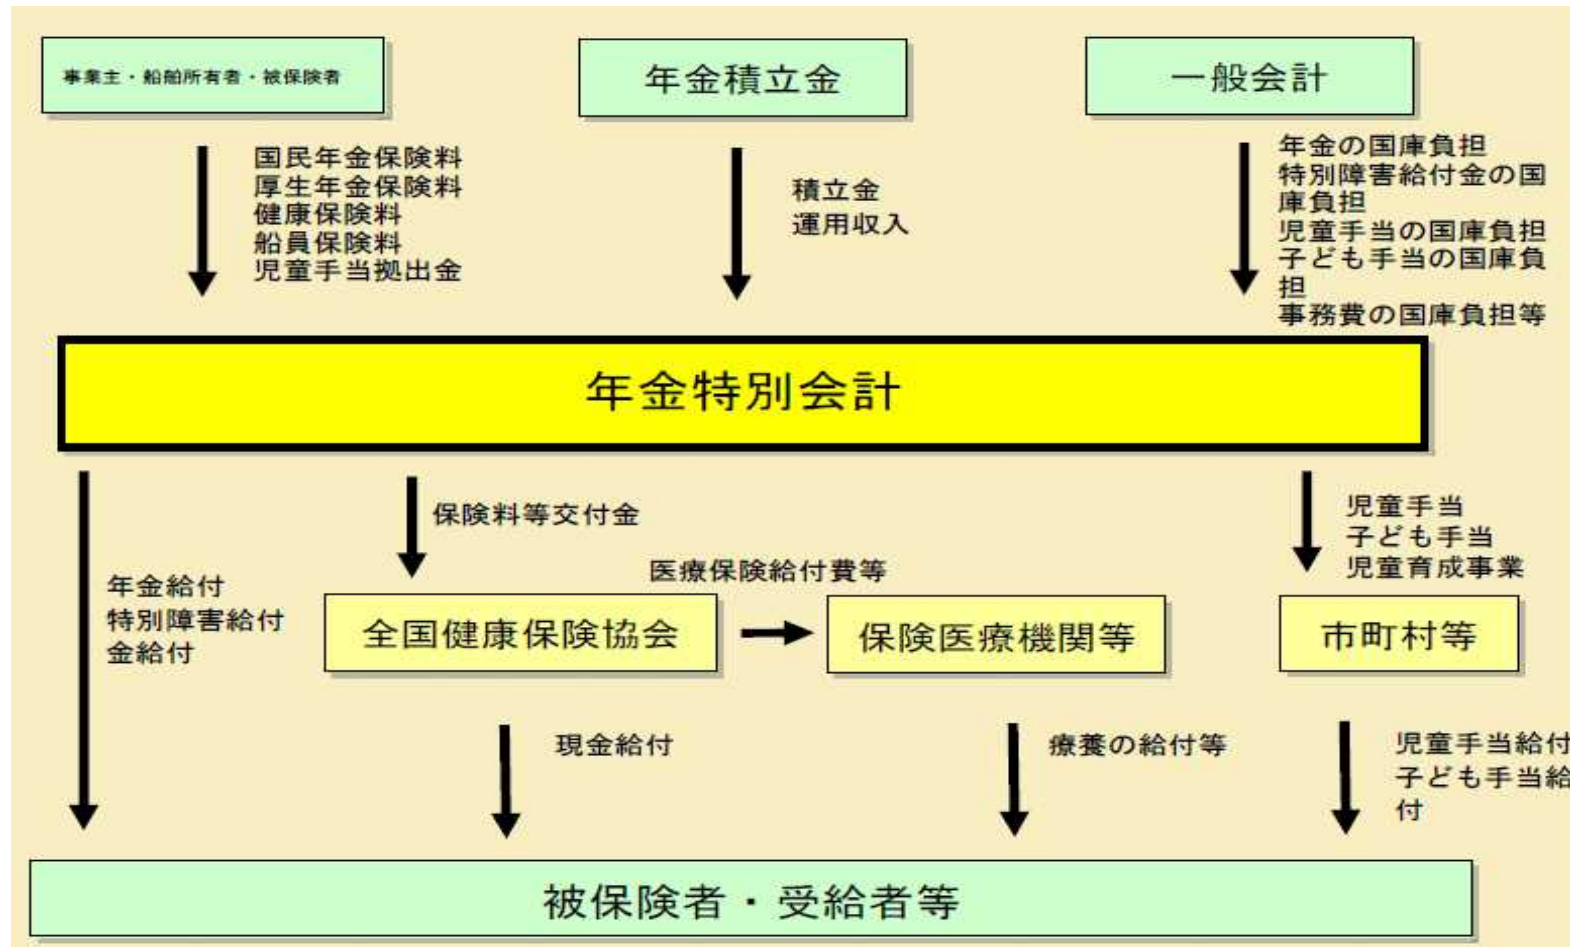 事業主・船舶所有者・被保険者
年金積立金
一般会計
国民年金保険料
厚生年金保険料
健康保険料
船員保険料
児童手当拠出金
積立金
運用収入
年金の国庫負担
特別障害給付金の国
庫負担
児童手当の国庫負担
子ども手当の国庫負
担
事務費の国庫負担等
年金特別会計
年金給付
特別障害給付
金給付
保険料等交付金
医療保険給付費等
児童手当
子ども手当
児童育成事業
全国健康保険協会
保険医療機関等
市町村等
現金給付
療養の給付等
児童手当給付
子ども手当給
付
被保険者・受給者等